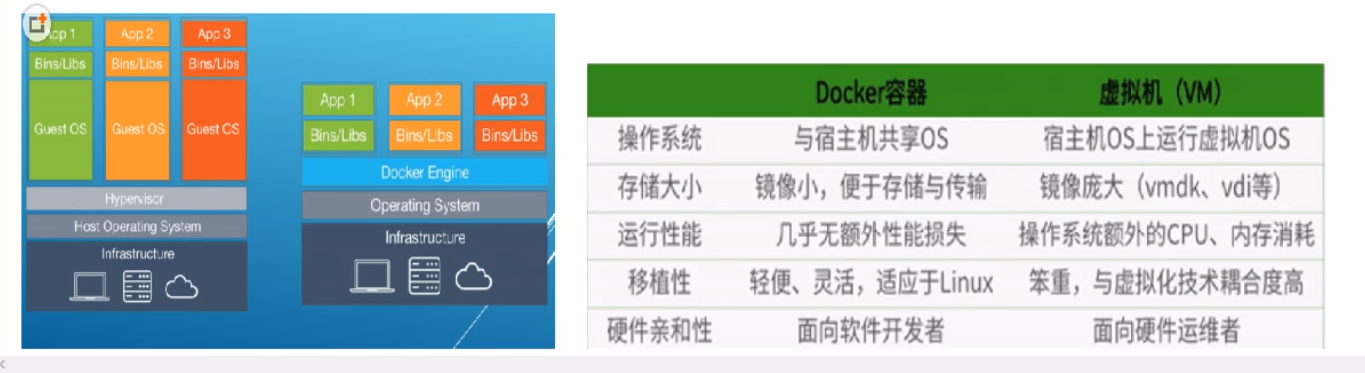 App 1 App 2 App 3
Bins/Libs Bins/Libs Bins/Libs
Guest OS Guest OS Guest OS
Hypervisor
Host Operating System
Infrastructure
App 1 App 2 App 3
Bins/Libs Bins/Libs Bins/Libs
Docker Engine
Operating System
Infrastructure
Docker容器 虚拟机（VM）
操作系统 与宿主机共享OS 宿主机OS上运行虚拟机OS
存储大小 镜像小，便于存储与传输 镜像庞大（vmdk、vdi等）
运行性能 几乎无额外性能损失 操作系统额外的CPU、内存消耗
移植性 轻便、灵活，适应于Linux 笨重，与虚拟化技术耦合度高
硬件亲和性 面向软件开发者 面向硬件运维者